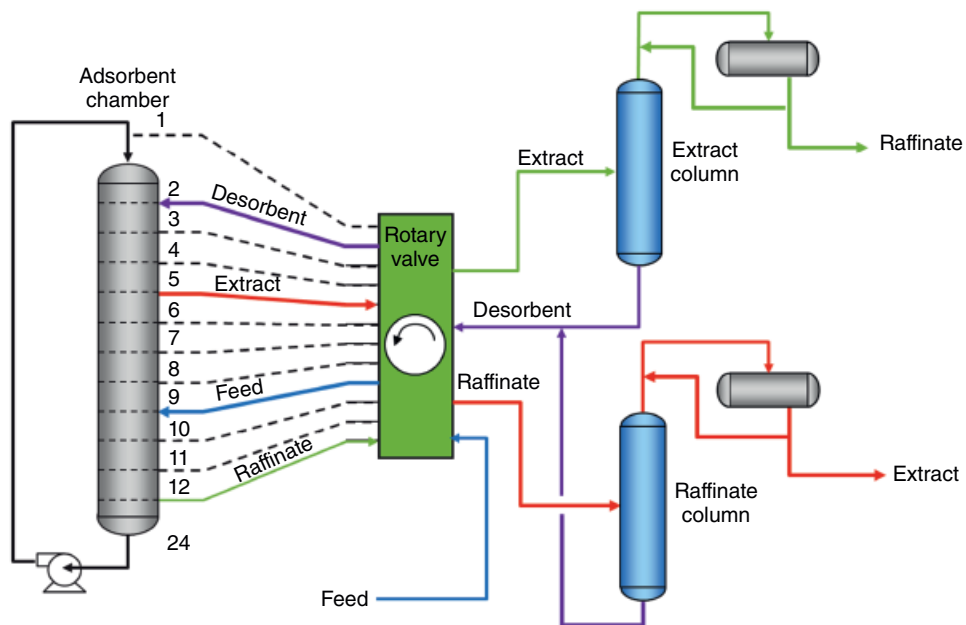 Adsorbent
chamber
1
2
Desorbent
3
4
5
Extract
6
7
8
Feed
9
10
11
Raffinate
12
24
Rotary
valve
Extract
Desorbent
Raffinate
Feed
Extract
column
Raffinate
Raffinate
column
Extract